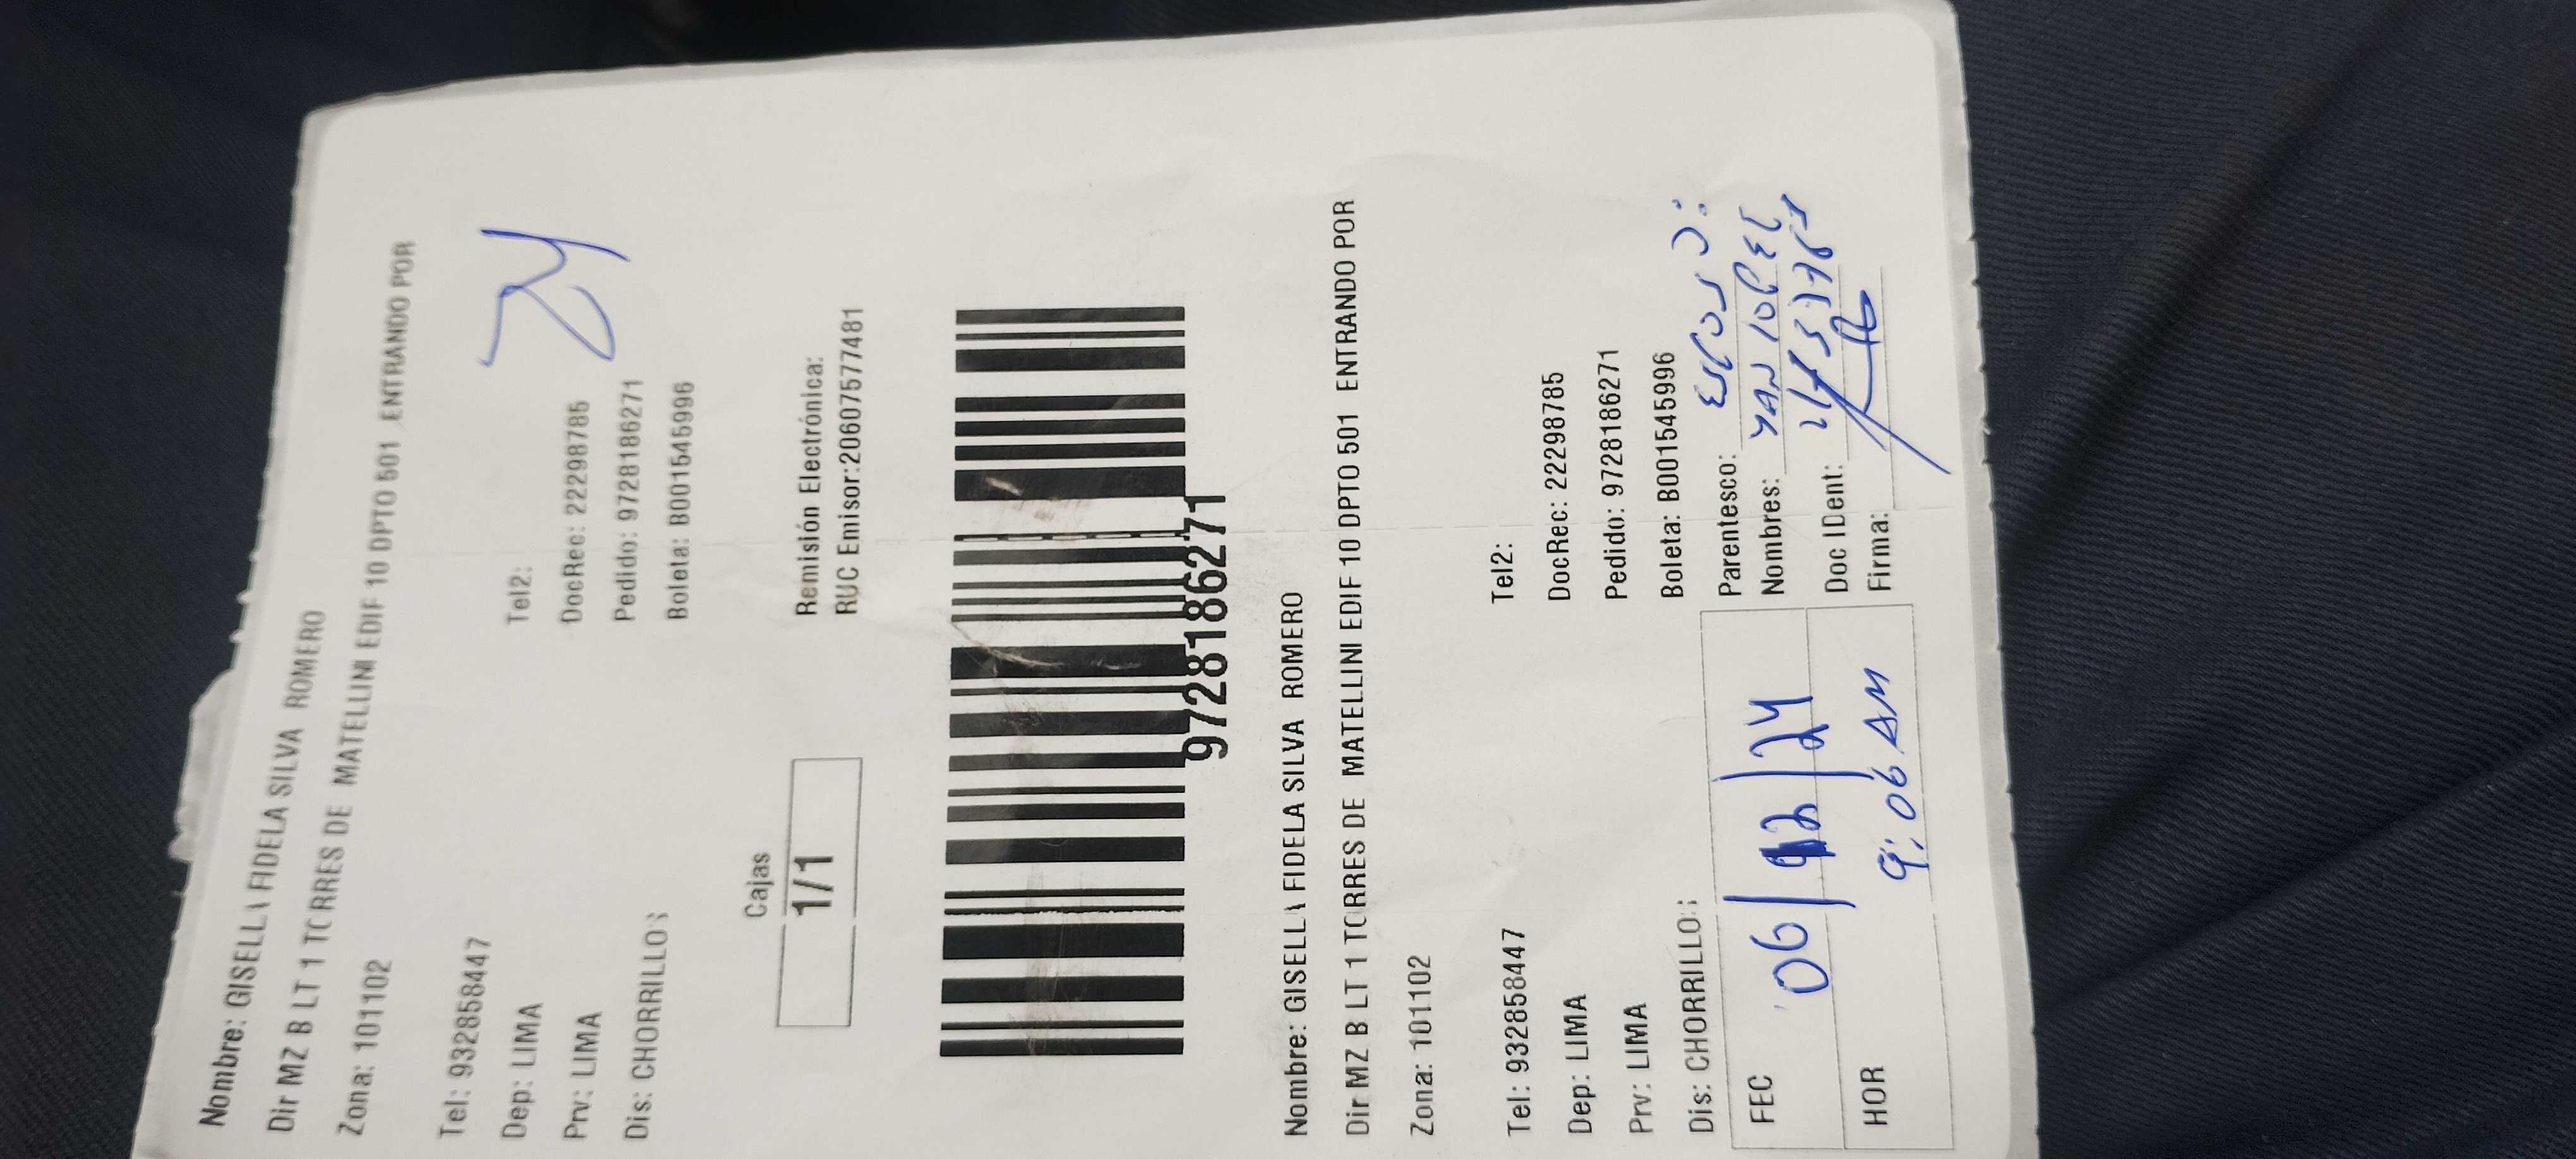 Nombre: GISELLA FIDELA SILVA ROMERO
Dir MZ B LT 1 TORRES DE MATELLINI EDIF 10 DPTO 501 ENTRANDO POR
Zona: 101102
Tel: 932858447
Tel2:
Dep: LIMA
DocRec: 22298785
Prv: LIMA
Pedido: 9728186271
Dis: CHORRILLOS
Boleta: B001545996
24
Cajas
1/1
Remisión Electrónica:
RUC Emisor:20607577481
9728186271
Nombre: GISELLA FIDELA SILVA ROMERO
Dir MZ B LT 1 TORRES DE MATELLINI EDIF 10 DPTO 501 ENTRANDO POR
Zona: 101102
Tel: 932858447
Tel2:
Dep: LIMA
DocRec: 22298785
Prv: LIMA
Pedido: 9728186271
Dis: CHORRILLOS
Boleta: B001545996
FEC 06/12/24
HOR 9:06 AM
Parentesco:
Nombres:
Doc IDent:
Firma: